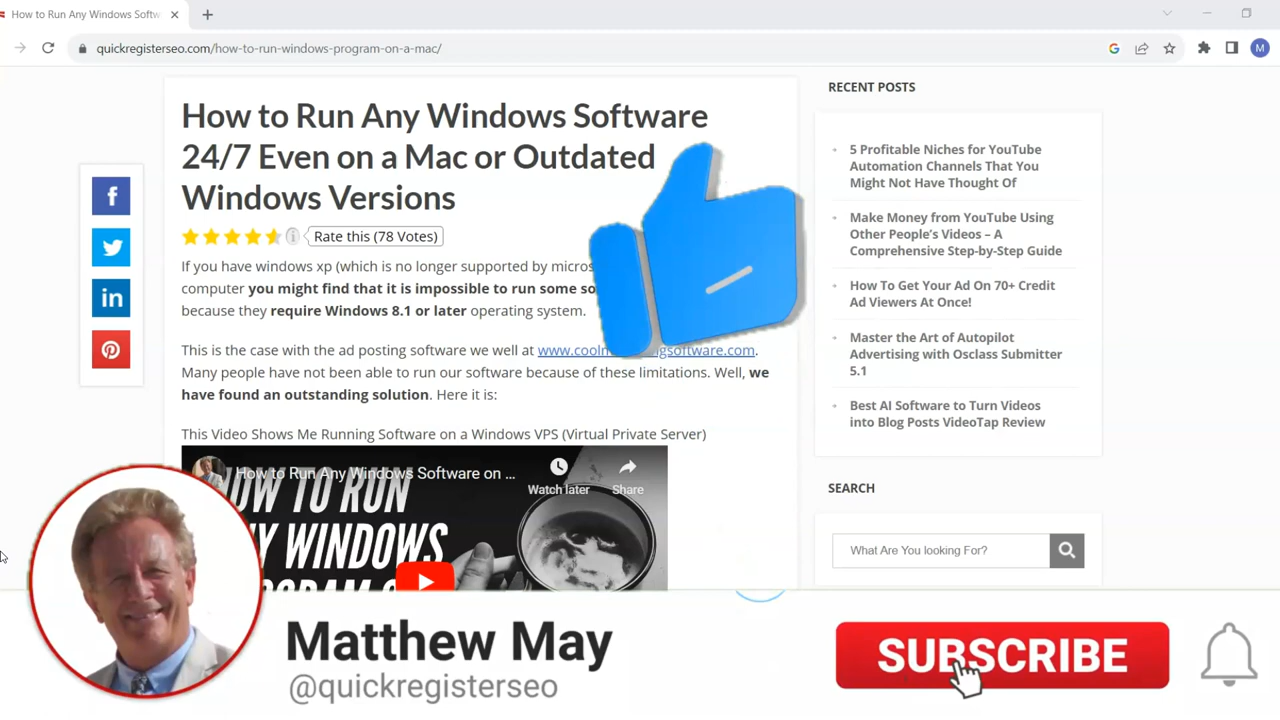 How to Run Any Windows Softw
quickregisterseo.com/how-to-run-windows-program-on-a-mac/
G
M
How to Run Any Windows Software
24/7 Even on a Mac or Outdated
Windows Versions
Rate this (78 Votes)
If you have windows xp (which is no longer supported by
computer you might find that it is impossible to run some
because they require Windows 8.1 or later operating system.
This is the case with the ad posting software we well at
Many people have not been able to run our software because of these limitations. Well, we
have found an outstanding solution. Here it is:
This Video Shows Me Running Software on a Windows VPS (Virtual Private Server)
How to Run Any Windows Software on ...
Watch later
Share
HOW TO RUN
WINDOWS
RECENT POSTS
5 Profitable Niches for YouTube
Automation Channels That You
Might Not Have Thought Of
Make Money from YouTube Using
Other People's Videos – A
Comprehensive Step-by-Step Guide
How To Get Your Ad On 70+ Credit
Ad Viewers At Once!
Master the Art of Autopilot
Advertising with Osclass Submitter
5.1
Best AI Software to Turn Videos
into Blog Posts VideoTap Review
SEARCH
What Are You looking For?
Matthew May
@quickregisterseo
SUBSCRIBE